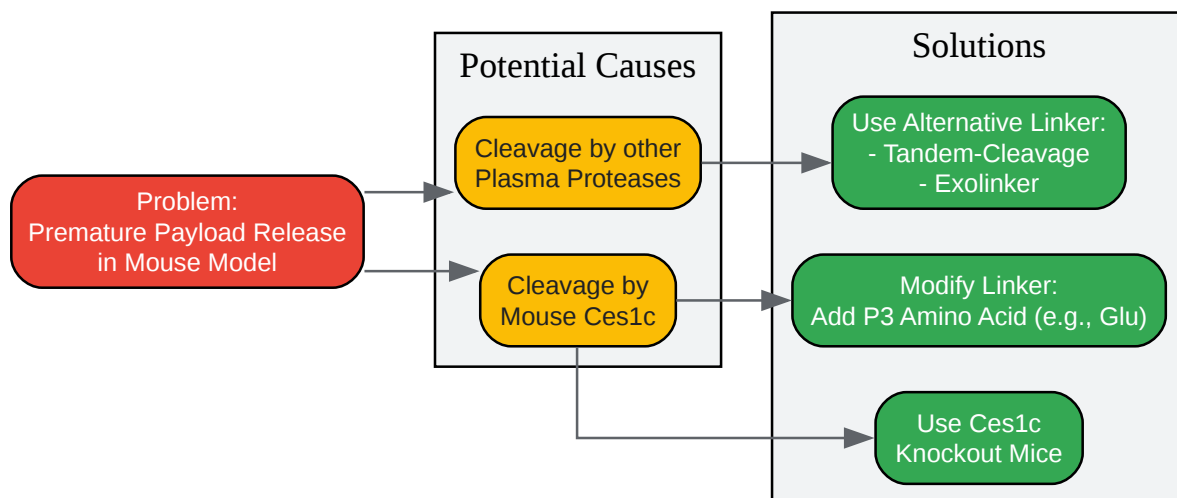 Problem:
Premature Payload Release
in Mouse Model
Potential Causes
Cleavage by other
Plasma Proteases
Cleavage by
Mouse Ces1c
Solutions
Use Alternative Linker:
- Tandem-Cleavage
- Exolinker
Modify Linker:
Add P3 Amino Acid (e.g., Glu)
Use Ces1c
Knockout Mice